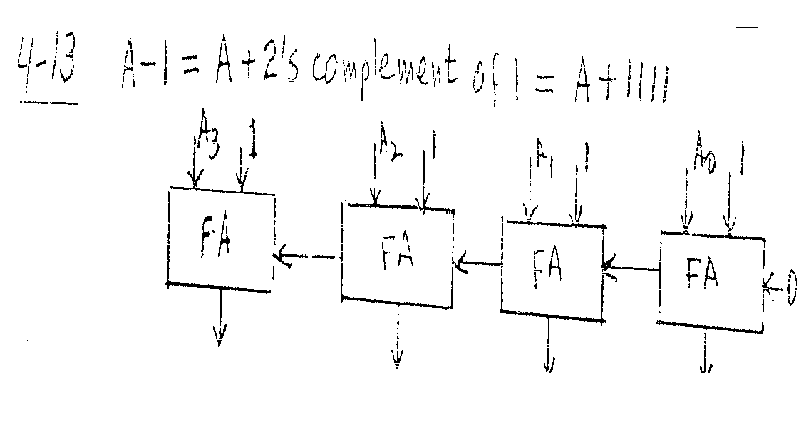 4-13 A-1 = A+2's complement of 1 = A+1111
A3 1 A2 1 A1 1 A0 1
FA FA FA FA 0